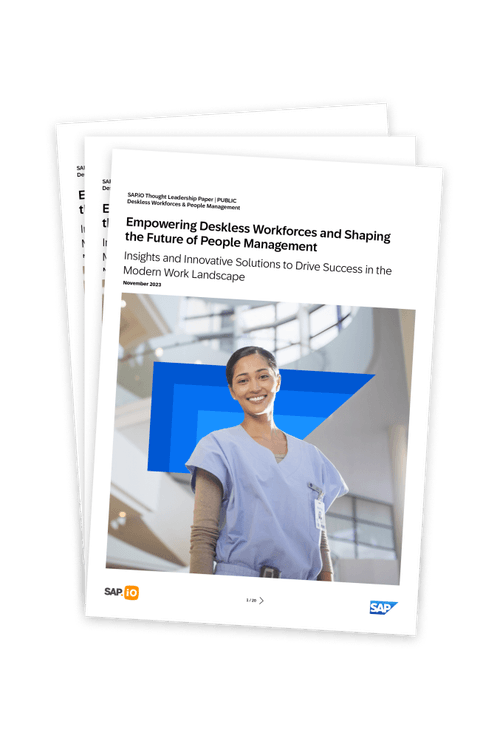 SAP.iO Thought Leadership Paper | PUBLIC
Deskless Workforces & People Management
Empowering Deskless Workforces and Shaping
the Future of People Management
Insights and Innovative Solutions to Drive Success in the
Modern Work Landscape
November 2023
SAP.iO
1 / 20
SAP